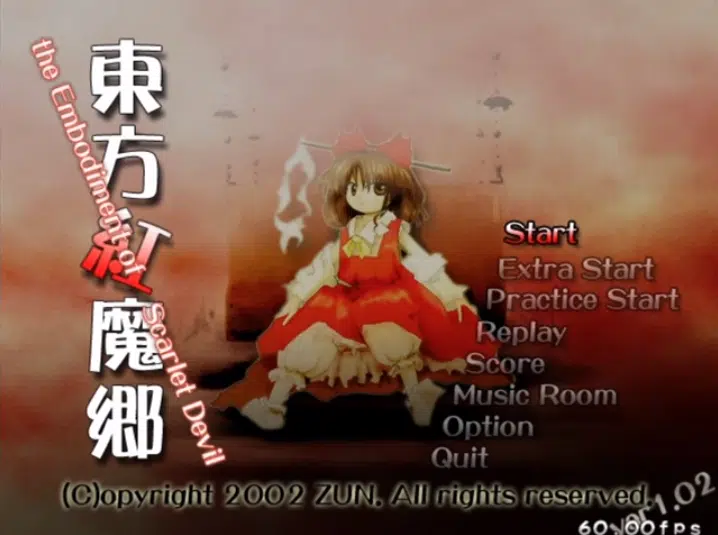 東方紅魔郷
the Embodiment of Scarlet Devil
Start
Extra Start
Practice Start
Replay
Score
Music Room
Option
Quit
(C)opyright 2002 ZUN. All rights reserved.
ver1.02
60.00fps